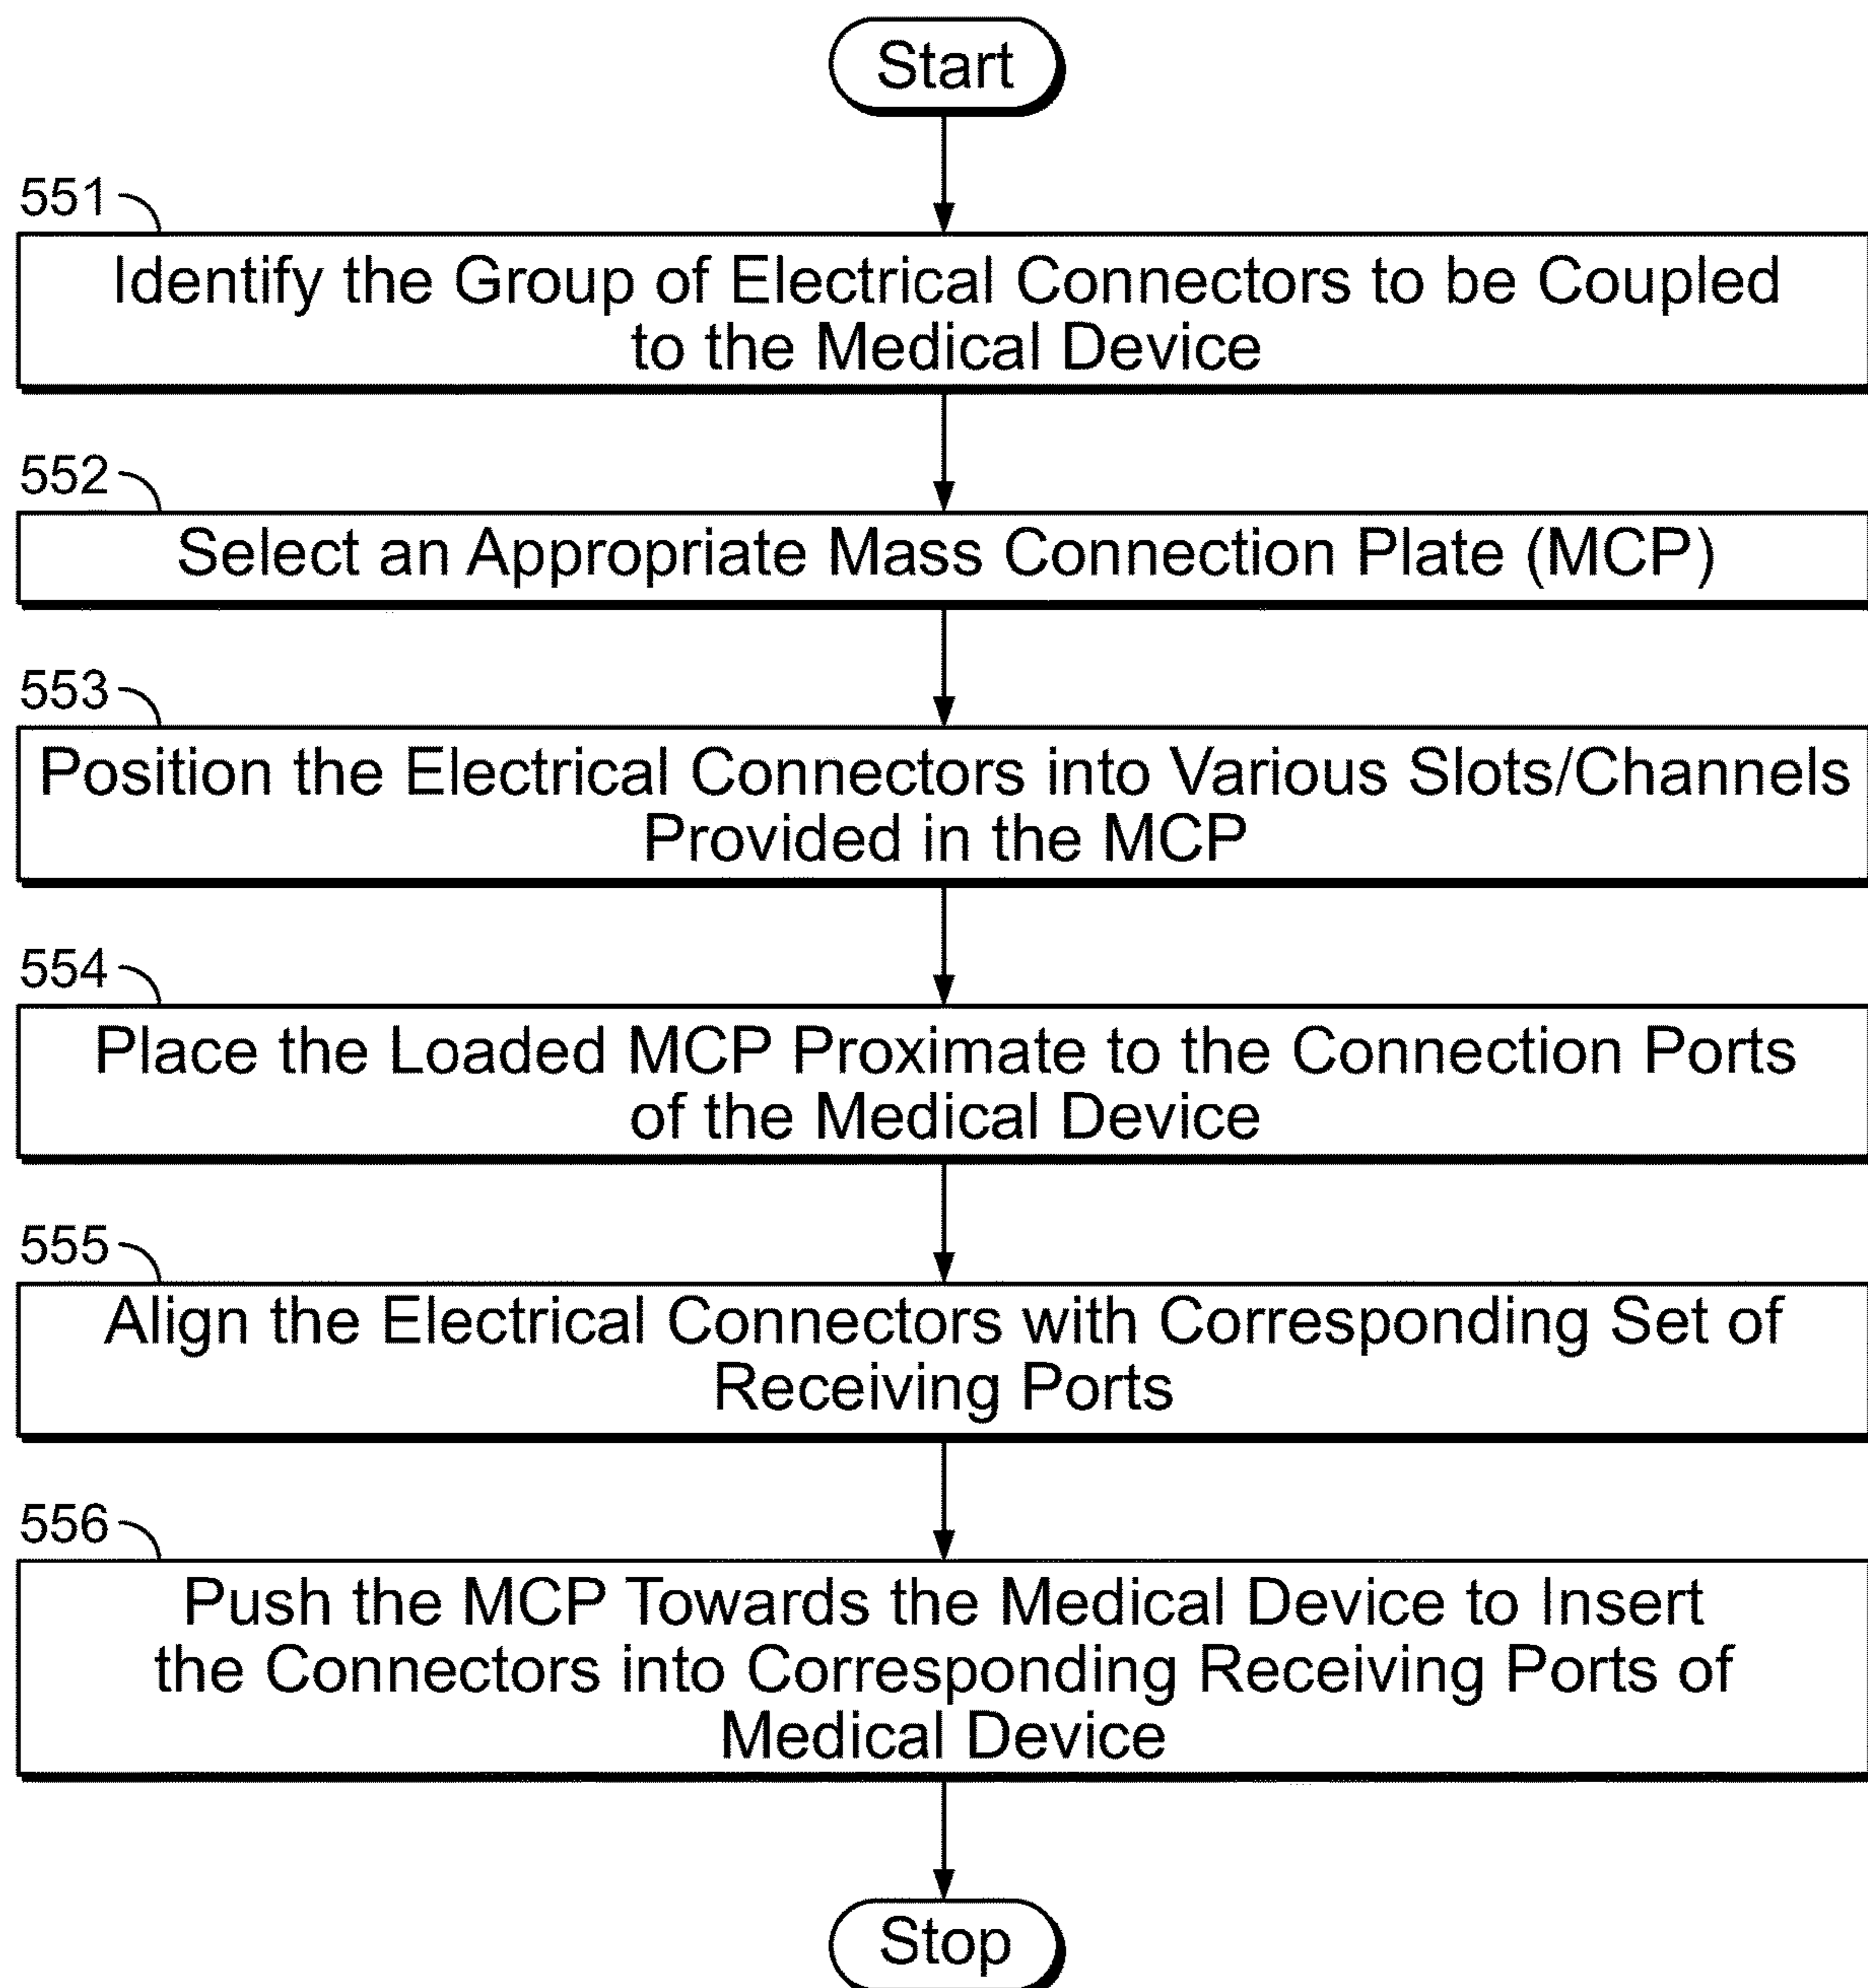 Start
551
Identify the Group of Electrical Connectors to be Coupled
to the Medical Device
552
Select an Appropriate Mass Connection Plate (MCP)
553
Position the Electrical Connectors into Various Slots/Channels
Provided in the MCP
554
Place the Loaded MCP Proximate to the Connection Ports
of the Medical Device
555
Align the Electrical Connectors with Corresponding Set of
Receiving Ports
556
Push the MCP Towards the Medical Device to Insert
the Connectors into Corresponding Receiving Ports of
Medical Device
Stop